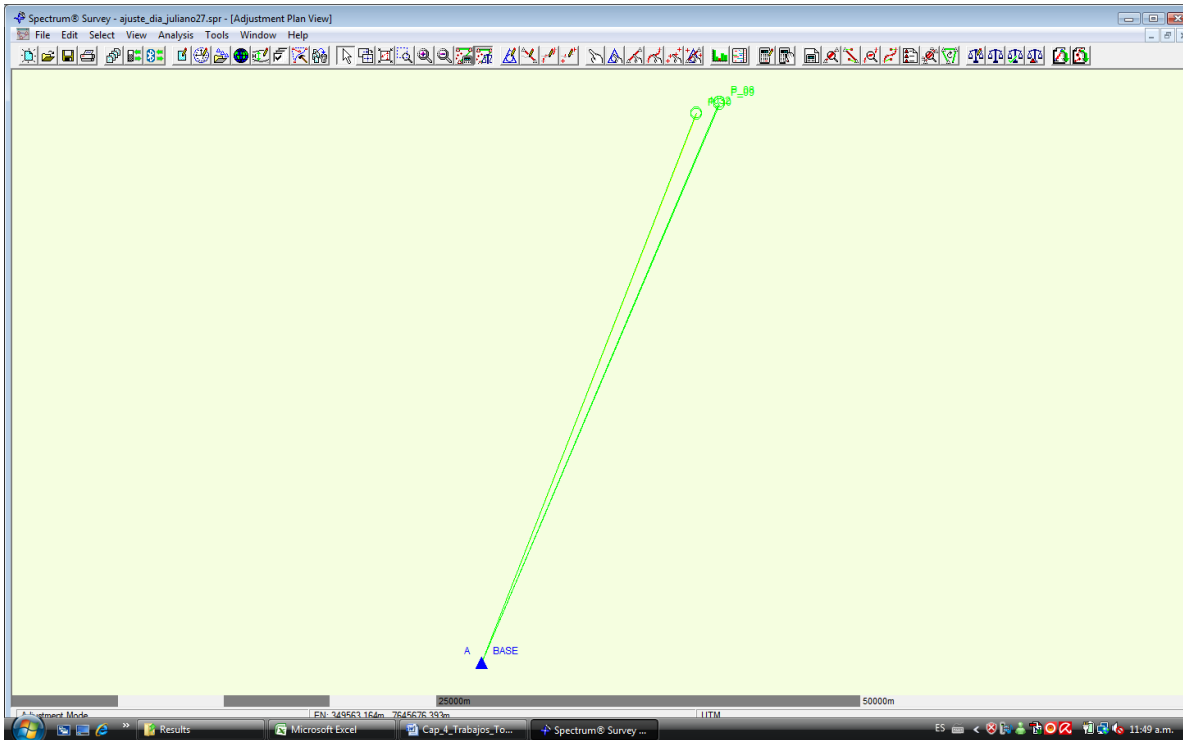 Spectrum® Survey - ajuste_dia_juliano27.spr - [Adjustment Plan View]
File Edit Select View Analysis Tools Window Help
P_08
A BASE
25000m 50000m
Adjustment Mode EN: 349563.164m 7645676.393m UTM
Results Microsoft Excel Cap_4_Trabajos_To... Spectrum® Survey ... ES 11:49 a.m.